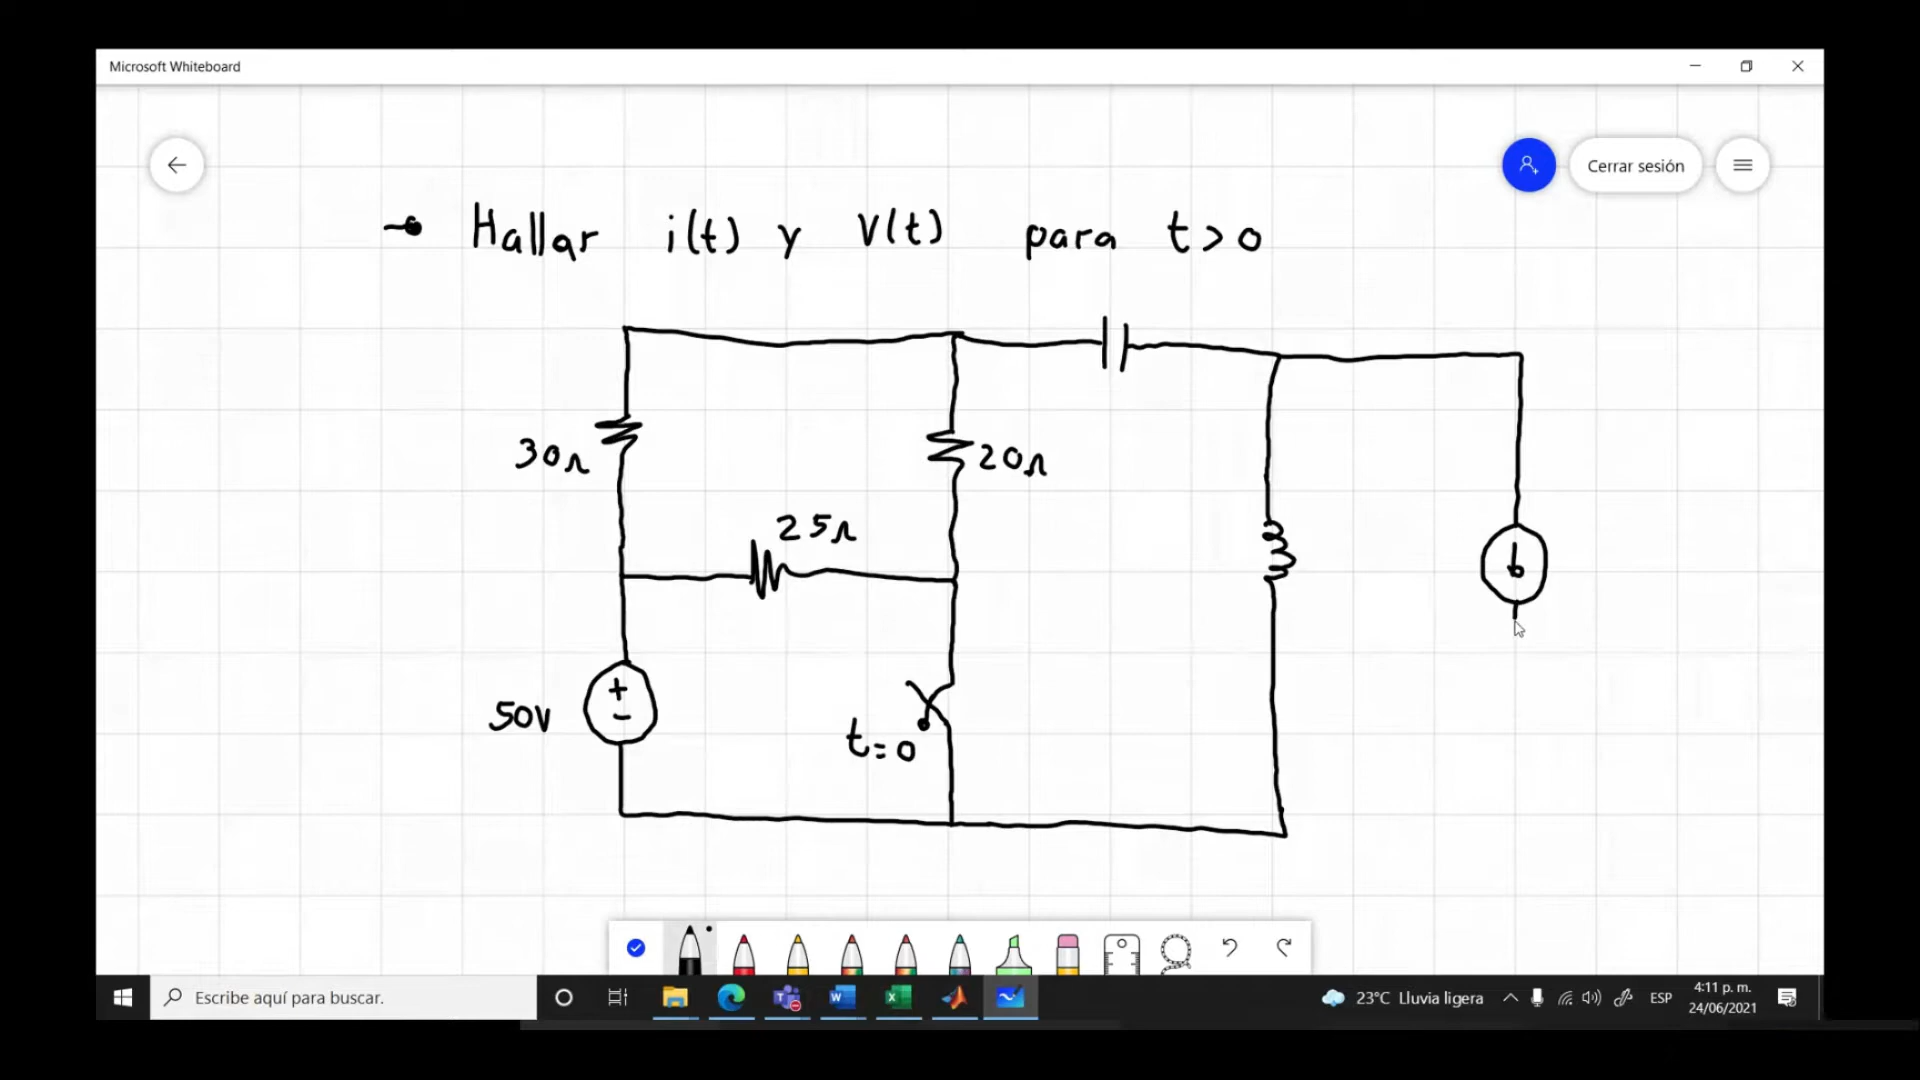 Microsoft Whiteboard
Cerrar sesión
Hallar i(t) y V(t) para t>0
30Ω
20Ω
25Ω
+
-
50V
t=0
Escribe aquí para buscar.
23°C Lluvia ligera
ESP
4:11 p. m.
24/06/2021